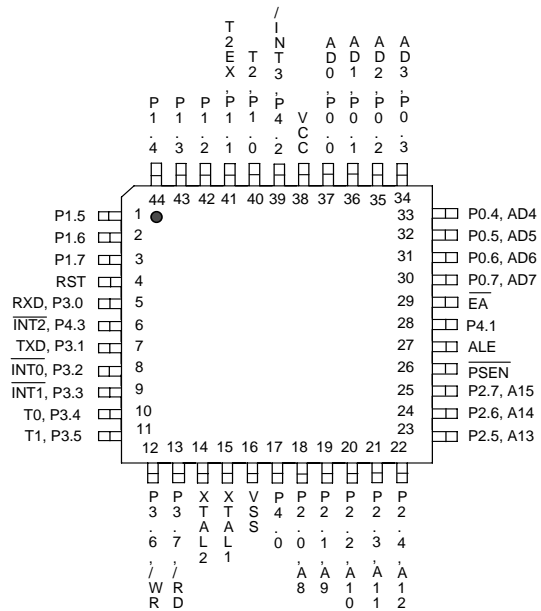 P1.4
P1.3
P1.2
T2EX,P1.1
T2,P1.0
/INT3,P4.2
VCC
AD0,P0.0
AD1,P0.1
AD2,P0.2
AD3,P0.3
44 43 42 41 40 39 38 37 36 35 34
P1.5 1
P1.6 2
P1.7 3
RST 4
RXD, P3.0 5
INT2, P4.3 6
TXD, P3.1 7
INT0, P3.2 8
INT1, P3.3 9
T0, P3.4 10
T1, P3.5 11
33 P0.4, AD4
32 P0.5, AD5
31 P0.6, AD6
30 P0.7, AD7
29 EA
28 P4.1
27 ALE
26 PSEN
25 P2.7, A15
24 P2.6, A14
23 P2.5, A13
12 13 14 15 16 17 18 19 20 21 22
P3.6,/WR
P3.7,/RD
XTAL2
XTAL1
VSS
P4.0
P2.0,A8
P2.1,A9
P2.2,A10
P2.3,A11
P2.4,A12